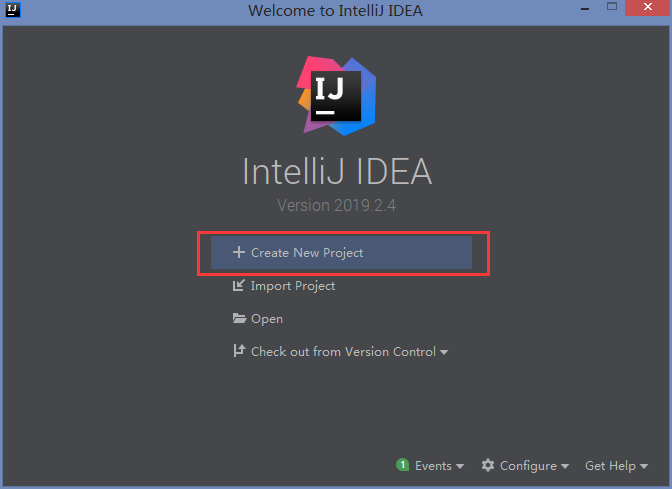 Welcome to IntelliJ IDEA
IJ
IntelliJ IDEA
Version 2019.2.4
Create New Project
Import Project
Open
Check out from Version Control
1 Events Configure Get Help